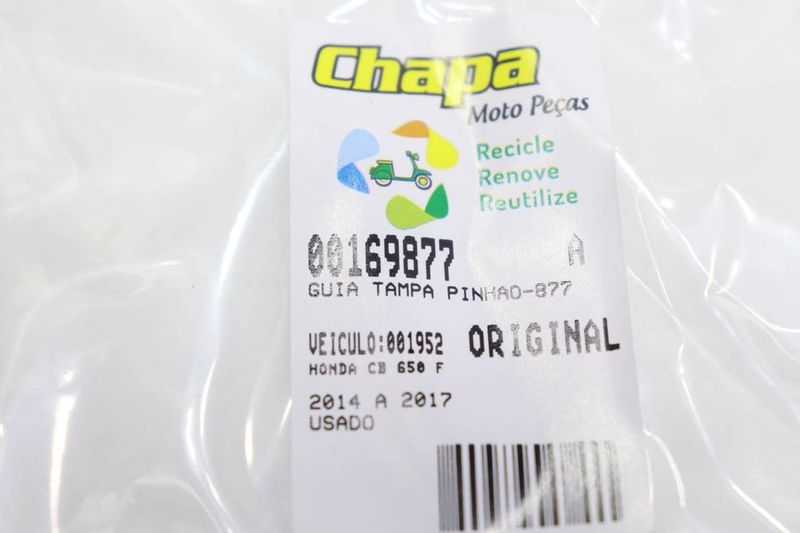 Chapa
Moto Peças
Recicle
Renove
Reutilize
00169877 A
GUIA TAMPA PINHAO-877
VEICULO:001952 ORIGINAL
HONDA CB 650 F
2014 A 2017
USADO